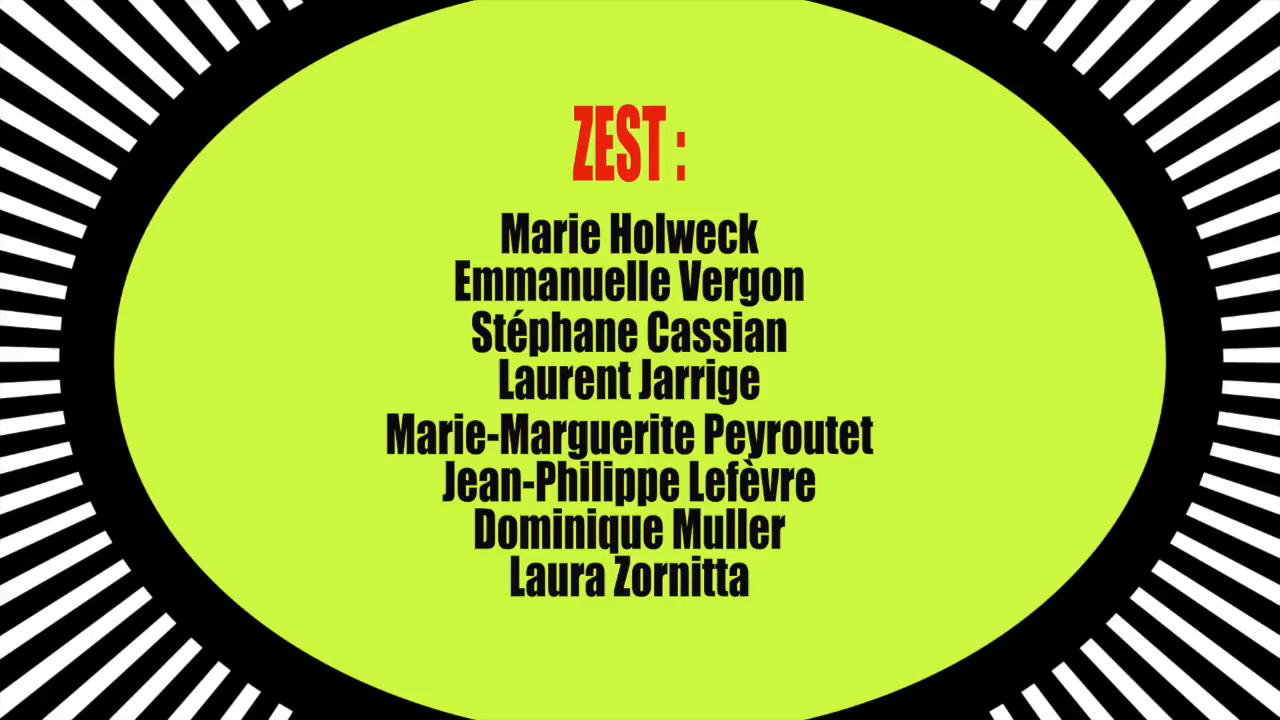 ZEST :
Marie Holweck
Emmanuelle Vergon
Stéphane Cassian
Laurent Jarrige
Marie-Marguerite Peyroutet
Jean-Philippe Lefèvre
Dominique Muller
Laura Zornitta